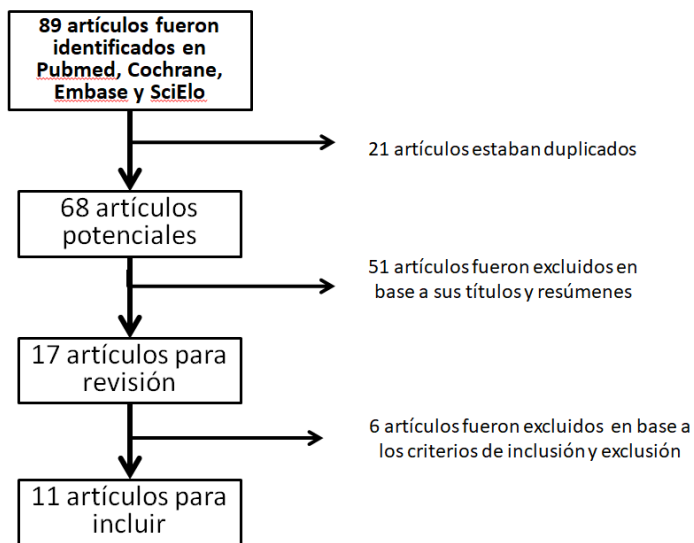 89 artículos fueron
identificados en
Pubmed, Cochrane,
Embase y SciElo
21 artículos estaban duplicados
68 artículos
potenciales
51 artículos fueron excluidos en
base a sus títulos y resúmenes
17 artículos para
revisión
6 artículos fueron excluidos en base a
los criterios de inclusión y exclusión
11 artículos para
incluir